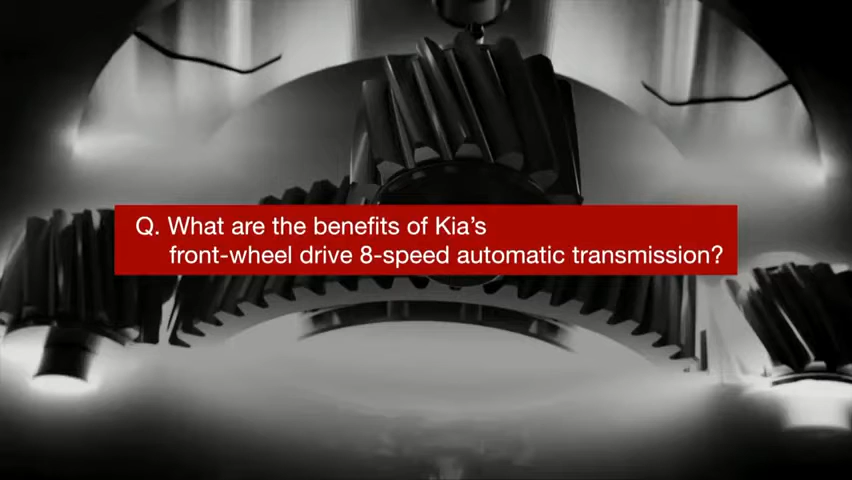 Q. What are the benefits of Kia's
front-wheel drive 8-speed automatic transmission?